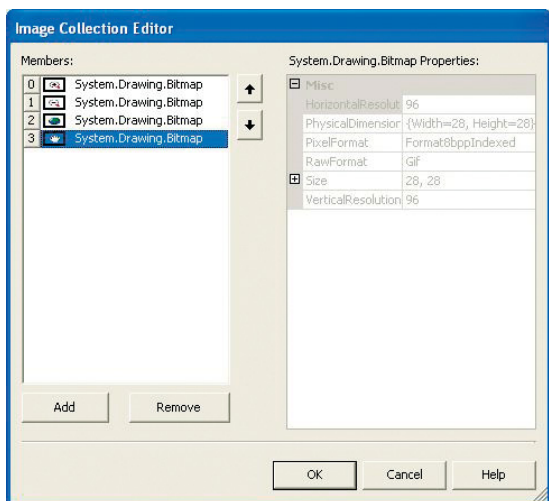 Image Collection Editor
Members:
0 System.Drawing.Bitmap
1 System.Drawing.Bitmap
2 System.Drawing.Bitmap
3 System.Drawing.Bitmap
Add
Remove
System.Drawing.Bitmap Properties:
Misc
HorizontalResolut 96
PhysicalDimension {Width=28, Height=28}
PixelFormat Format8bppIndexed
RawFormat Gif
Size 28, 28
VerticalResolution 96
OK
Cancel
Help